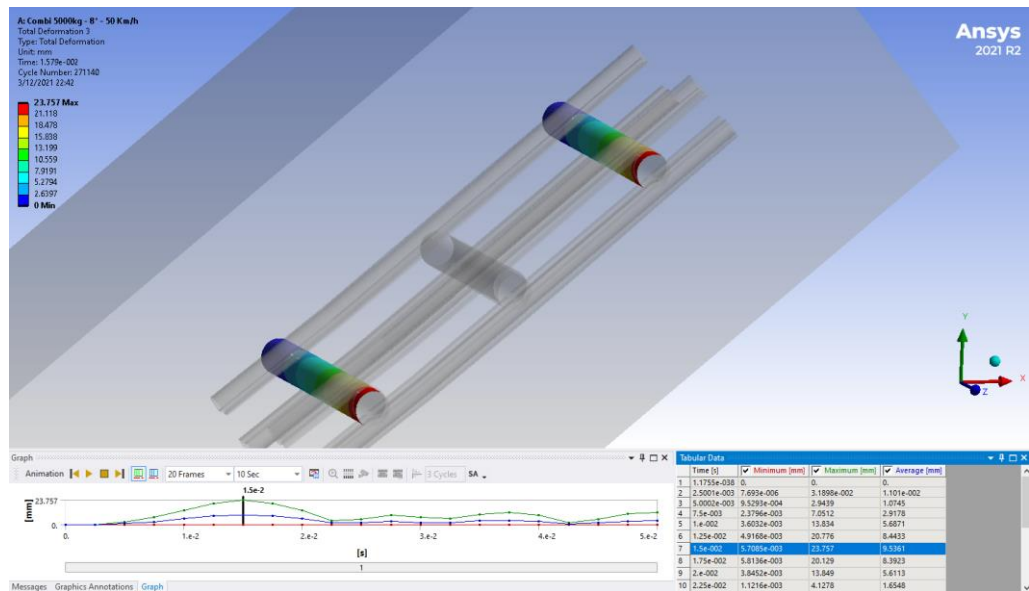 A: Combi 5000kg - 8° - 50 Km/h
Total Deformation 3
Type: Total Deformation
Unit: mm
Time: 1.579e-002
Cycle Number: 271140
3/12/2021 22:42
23.757 Max
21.118
18.478
15.838
13.199
10.559
7.9191
5.2794
2.6397
0 Min
Ansys
2021 R2
Y
X
Z
Graph
Animation 20 Frames 10 Sec 3 Cycles SA
1.5e-2
23.757
[mm]
0.
0. 1.e-2 2.e-2 3.e-2 4.e-2 5.e-2
[s]
1
Messages Graphics Annotations Graph
Tabular Data
Time [s] Minimum [mm] Maximum [mm] Average [mm]
1 1.1755e-038 0. 0. 0.
2 2.5001e-003 7.693e-006 3.1898e-002 1.101e-002
3 5.0002e-003 9.5293e-004 2.9439 1.0745
4 7.5e-003 2.3796e-003 7.0512 2.9178
5 1.e-002 3.6032e-003 13.834 5.6871
6 1.25e-002 4.9168e-003 20.776 8.4433
7 1.5e-002 5.7085e-003 23.757 9.5361
8 1.75e-002 5.8136e-003 20.129 8.3923
9 2.e-002 3.8452e-003 13.849 5.6113
10 2.25e-002 1.1216e-003 4.1278 1.6548